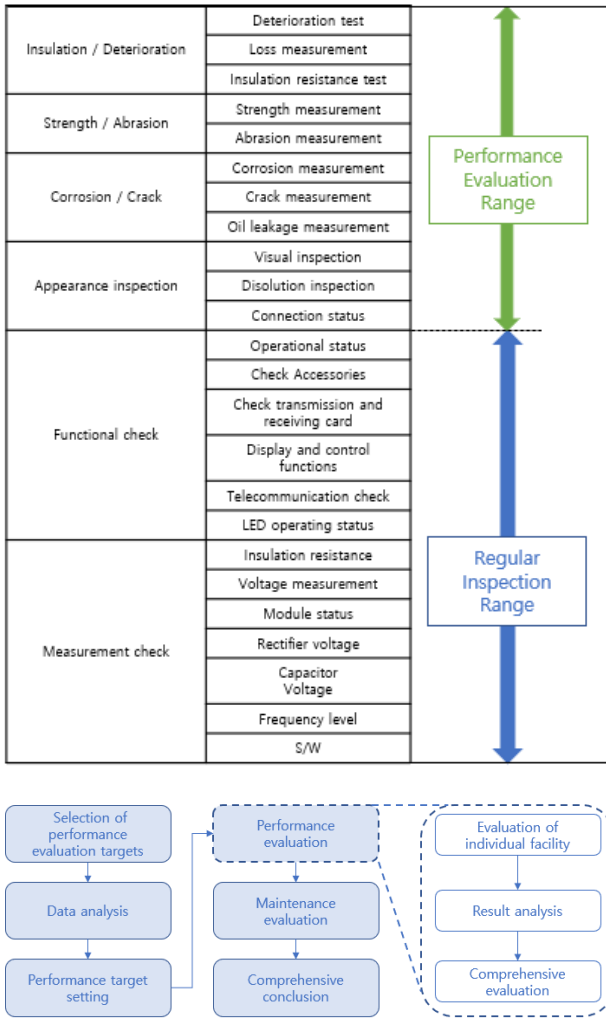 Insulation / Deterioration
Deterioration test
Loss measurement
Insulation resistance test
Strength / Abrasion
Strength measurement
Abrasion measurement
Corrosion / Crack
Corrosion measurement
Crack measurement
Oil leakage measurement
Appearance inspection
Visual inspection
Disolution inspection
Connection status
Performance
Evaluation
Range
Functional check
Operational status
Check Accessories
Check transmission and
receiving card
Display and control
functions
Telecommunication check
LED operating status
Measurement check
Insulation resistance
Voltage measurement
Module status
Rectifier voltage
Capacitor
Voltage
Frequency level
S/W
Regular
Inspection
Range
Selection of
performance
evaluation targets
Data analysis
Performance target
setting
Performance
evaluation
Maintenance
evaluation
Comprehensive
conclusion
Evaluation of
individual facility
Result analysis
Comprehensive
evaluation